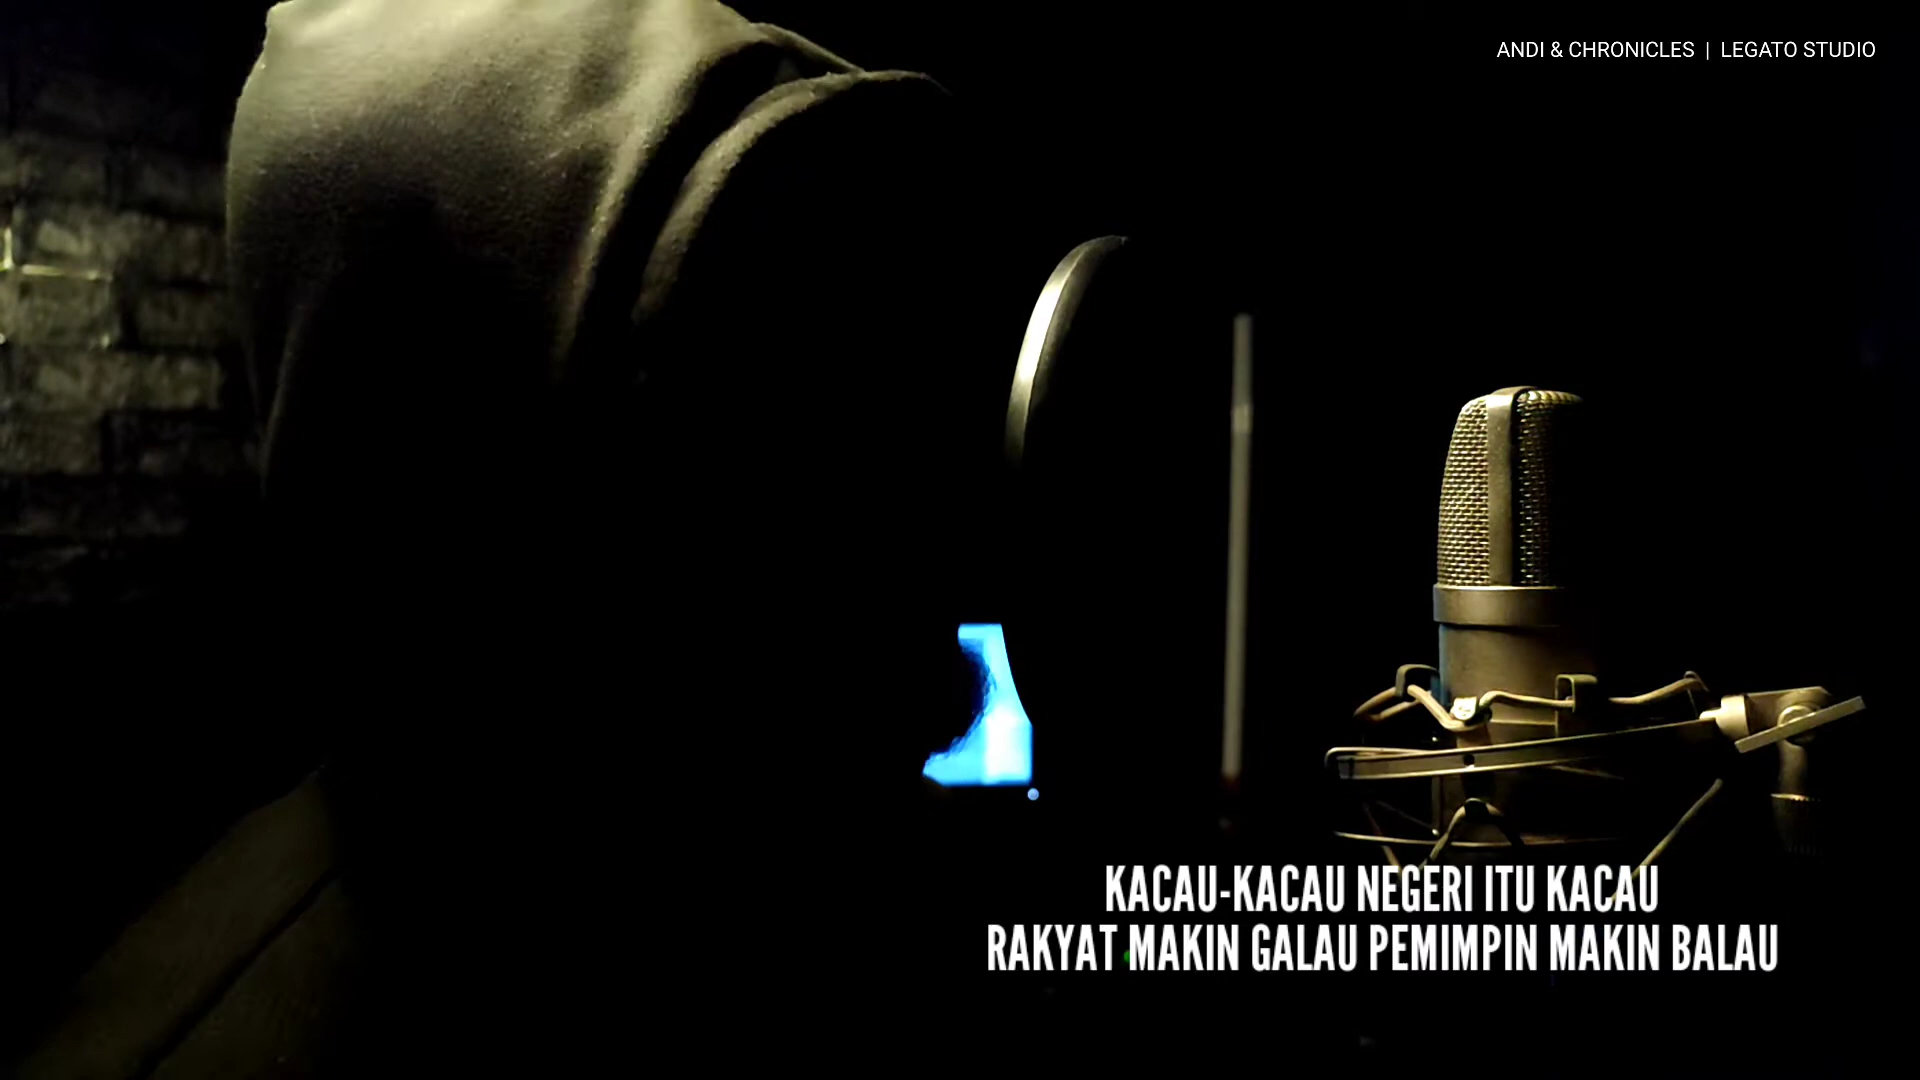 ANDI & CHRONICLES | LEGATO STUDIO
KACAU-KACAU NEGERI ITU KACAU
RAKYAT MAKIN GALAU PEMIMPIN MAKIN BALAU